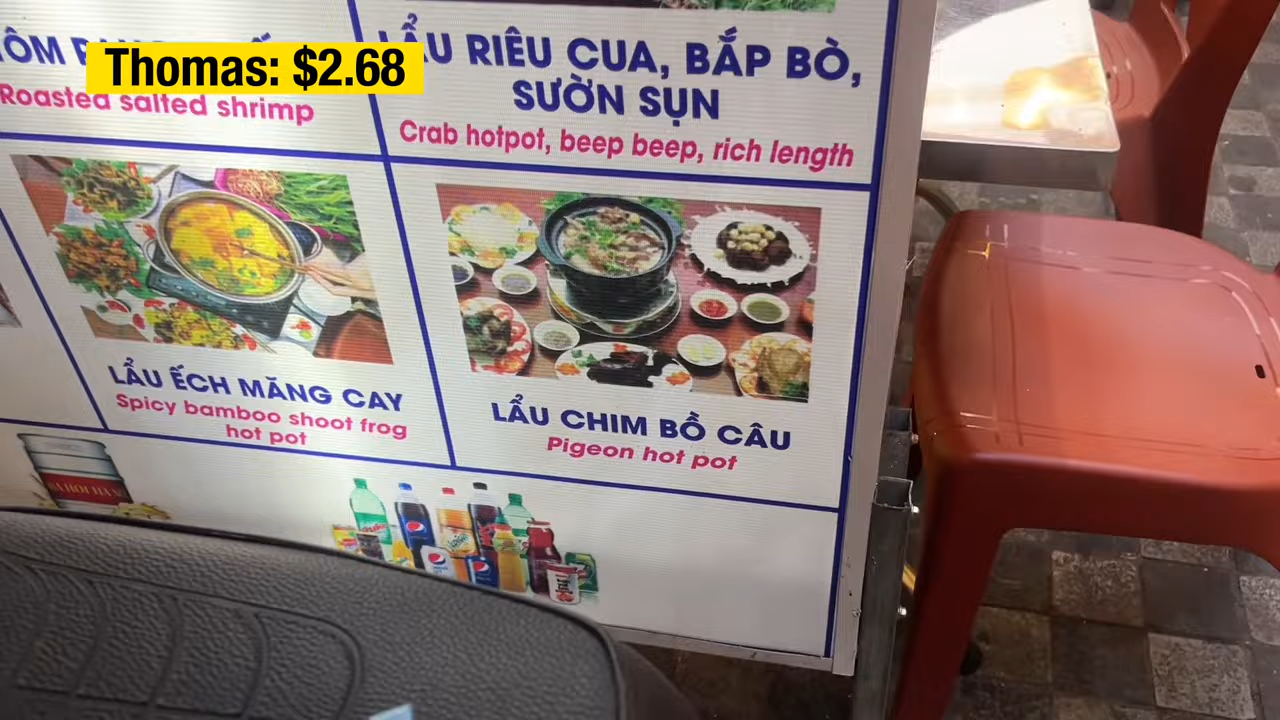 Thomas: $2.68
Roasted salted shrimp
LẨU RIÊU CUA, BẮP BÒ,
SƯỜN SỤN
Crab hotpot, beep beep, rich length
LẨU ẾCH MĂNG CAY
Spicy bamboo shoot frog
hot pot
LẨU CHIM BỒ CÂU
Pigeon hot pot